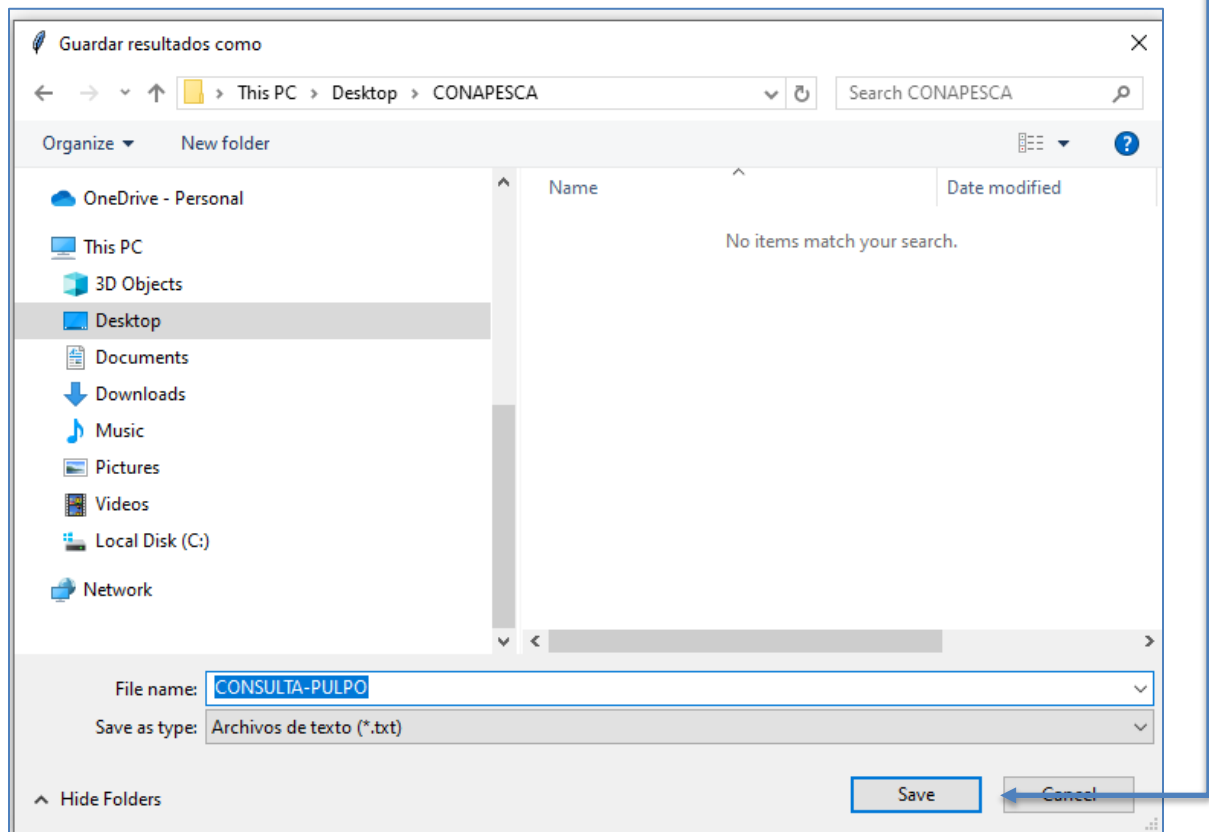 Guardar resultados como
This PC > Desktop > CONAPESCA
Search CONAPESCA
Organize
New folder
Name
Date modified
OneDrive - Personal
No items match your search.
This PC
3D Objects
Desktop
Documents
Downloads
Music
Pictures
Videos
Local Disk (C:)
Network
File name: CONSULTA-PULPO
Save as type: Archivos de texto (*.txt)
Hide Folders
Save
Cancel